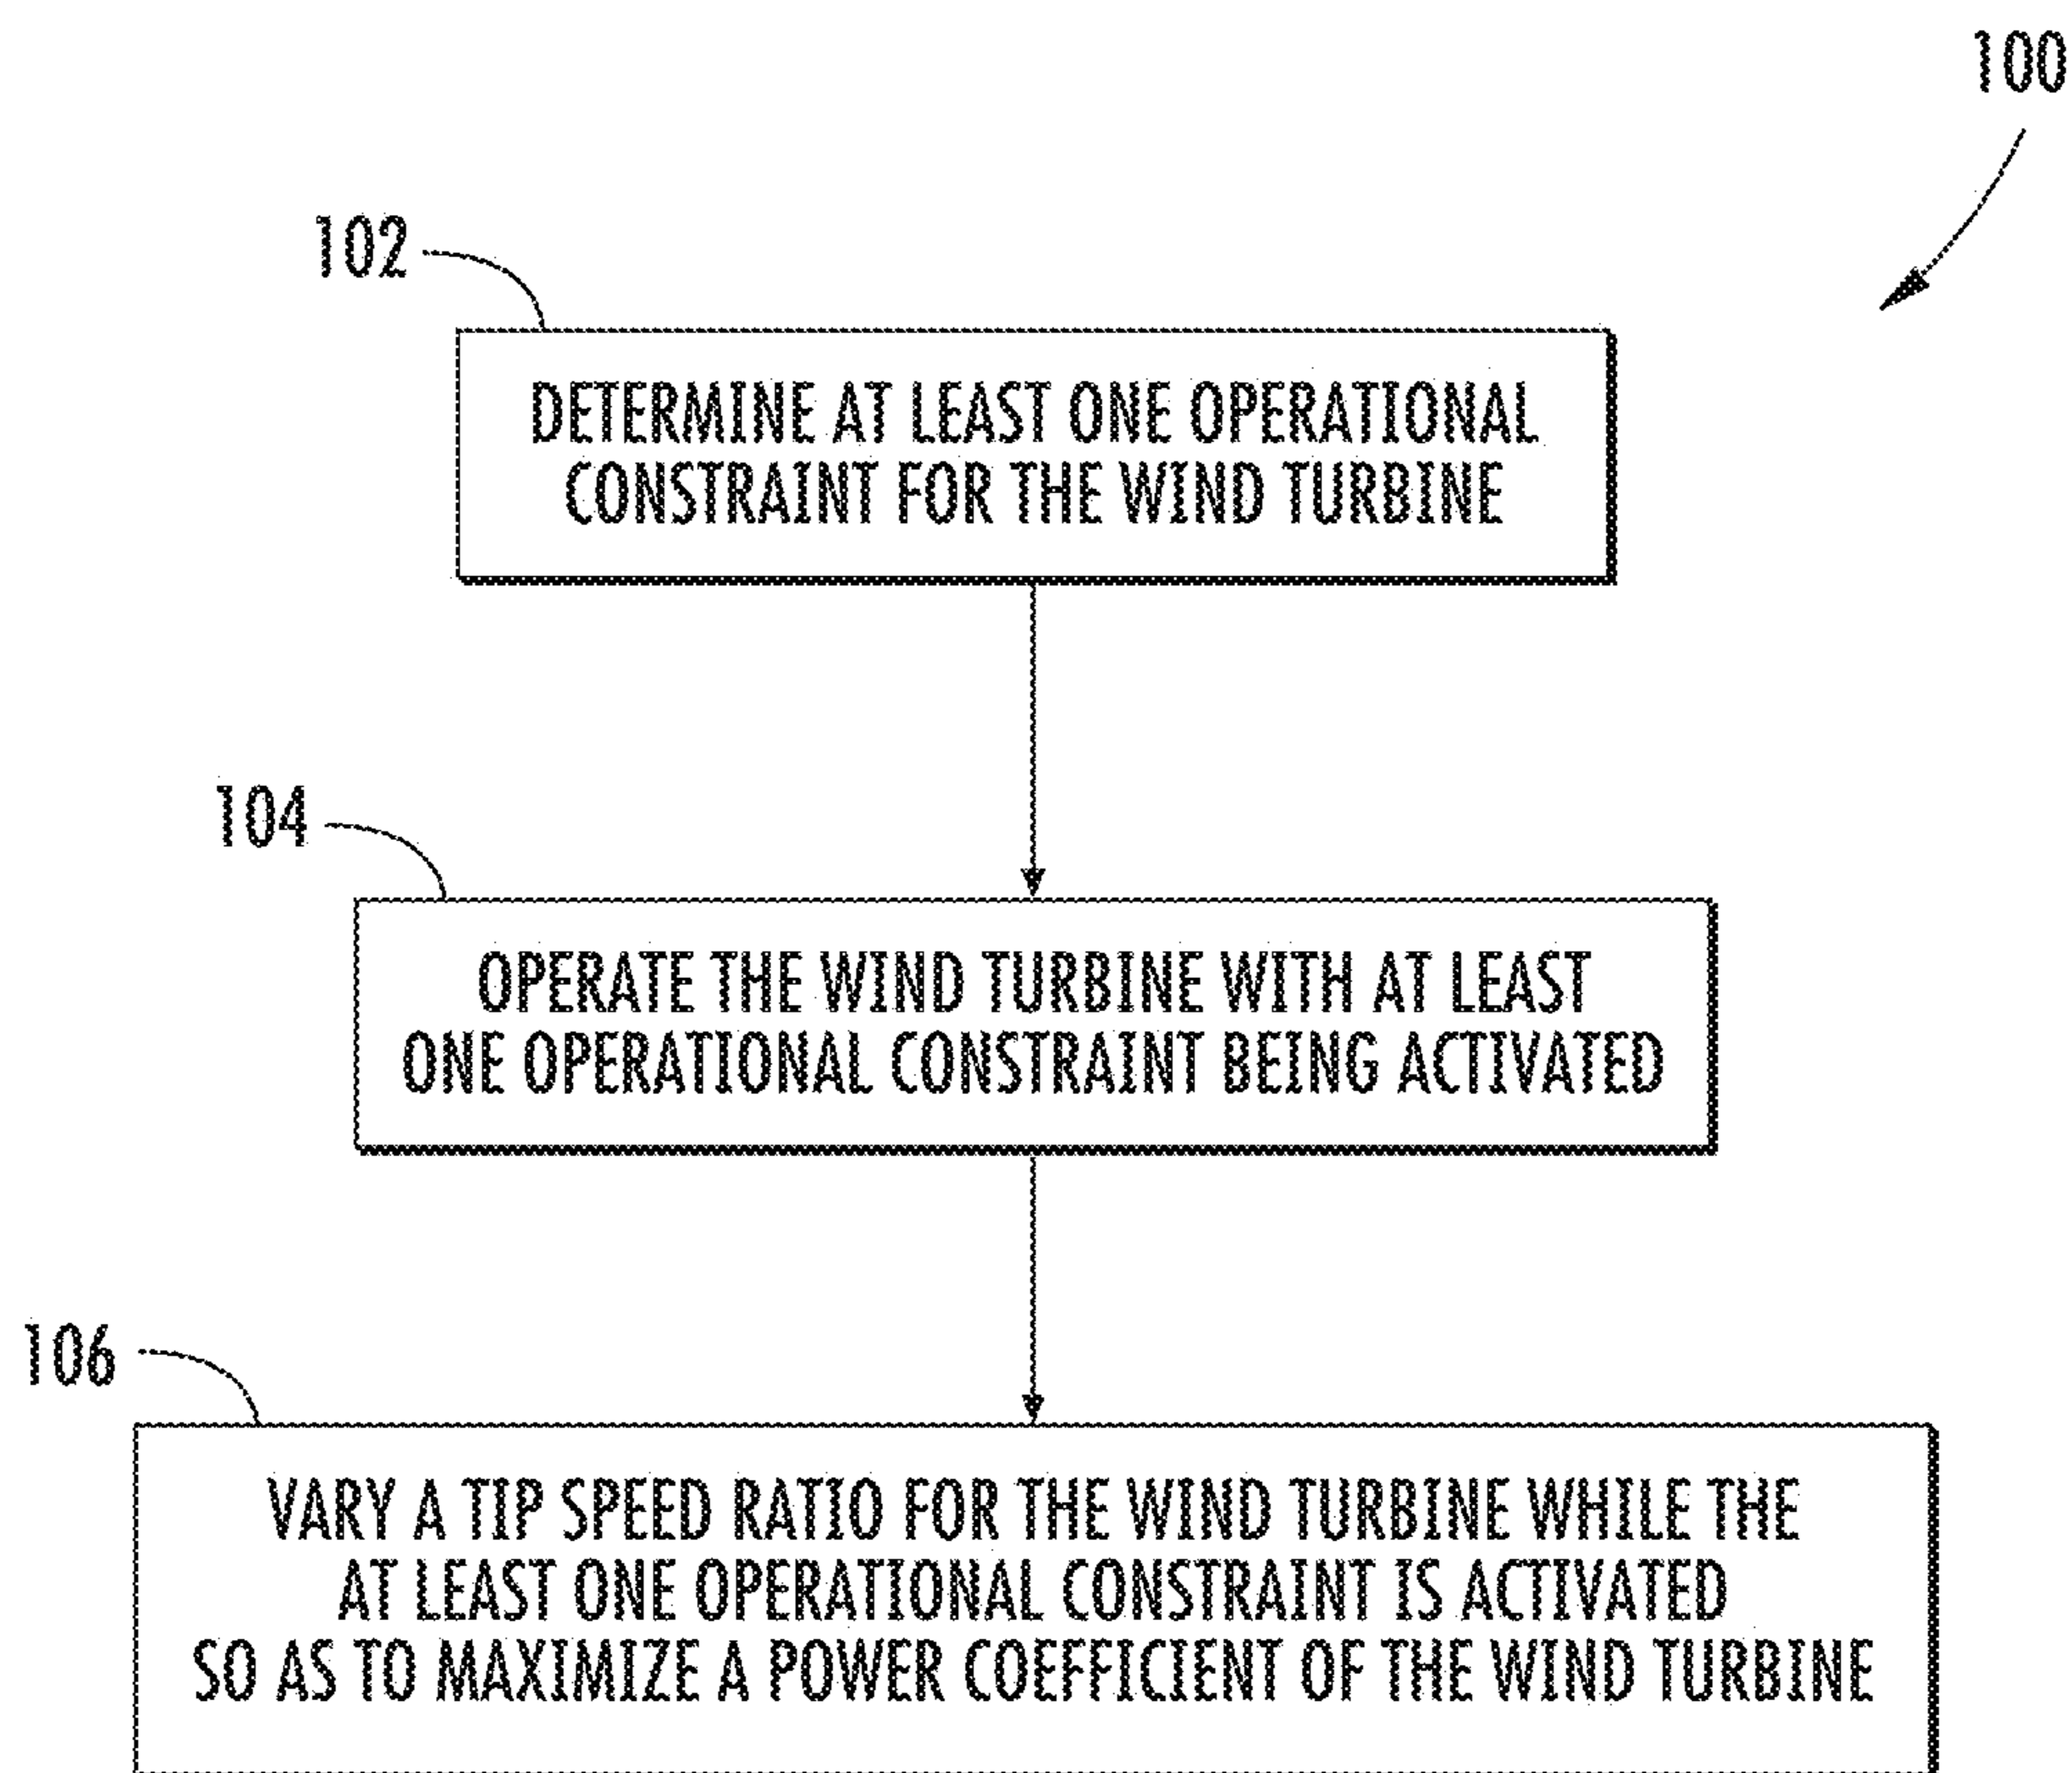 100
102
DETERMINE AT LEAST ONE OPERATIONAL
CONSTRAINT FOR THE WIND TURBINE
104
OPERATE THE WIND TURBINE WITH AT LEAST
ONE OPERATIONAL CONSTRAINT BEING ACTIVATED
106
VARY A TIP SPEED RATIO FOR THE WIND TURBINE WHILE THE
AT LEAST ONE OPERATIONAL CONSTRAINT IS ACTIVATED
SO AS TO MAXIMIZE A POWER COEFFICIENT OF THE WIND TURBINE